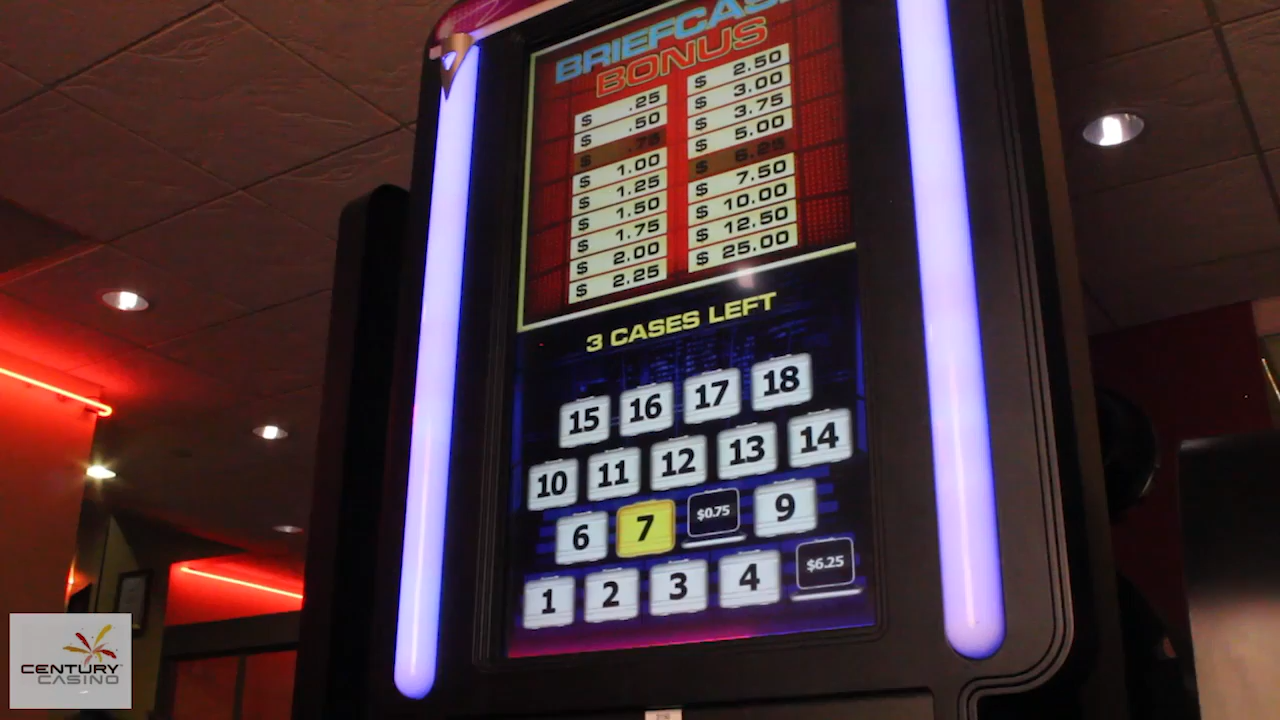 BRIEFCASE
BONUS
$ .25
$ .50
$ .75
$ 1.00
$ 1.25
$ 1.50
$ 1.75
$ 2.00
$ 2.25
$ 2.50
$ 3.00
$ 3.75
$ 5.00
$ 6.25
$ 7.50
$ 10.00
$ 12.50
$ 25.00
3 CASES LEFT
15 16 17 18
10 11 12 13 14
6 7 $0.75 9
1 2 3 4 $6.25
CENTURY
CASINO